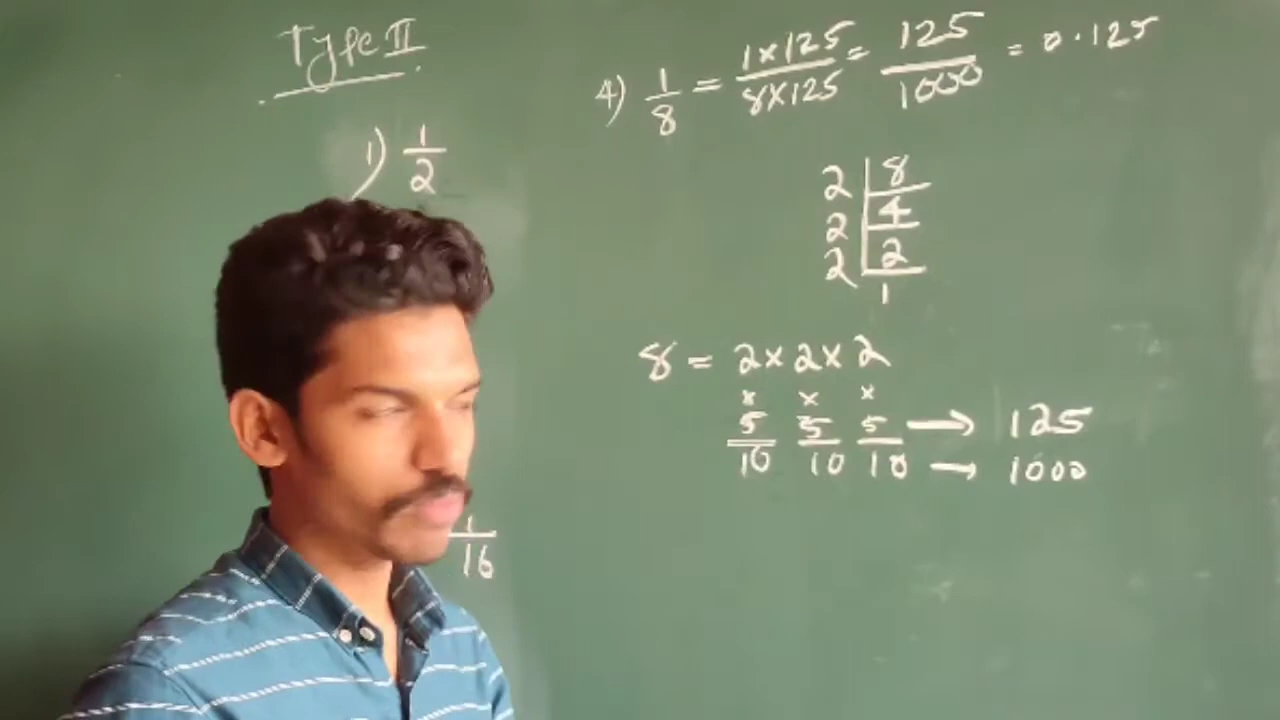 Type II
1) 1/2
1/16
4) 1/8 = 1×125/8×125 = 125/1000 = 0.125
2 | 8
2 | 4
2 | 2
1
8 = 2 × 2 × 2
× × ×
5 5 5 → 125
10 10 10 → 1000